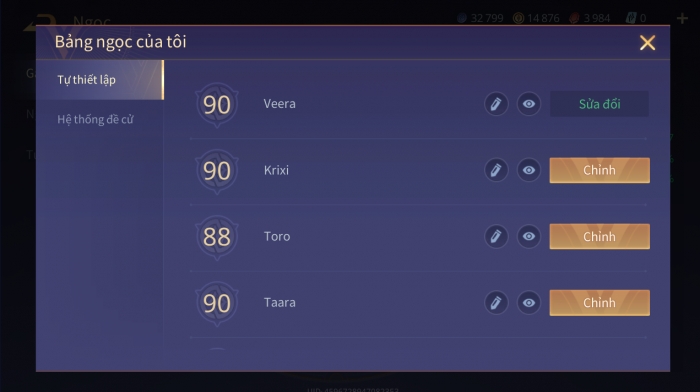 Ngọc
32 799
14 876
3 984
0
Bảng ngọc của tôi
Tự thiết lập
Hệ thống đề cử
90 Veera Sửa đổi
90 Krixi Chỉnh
88 Toro Chỉnh
90 Taara Chỉnh